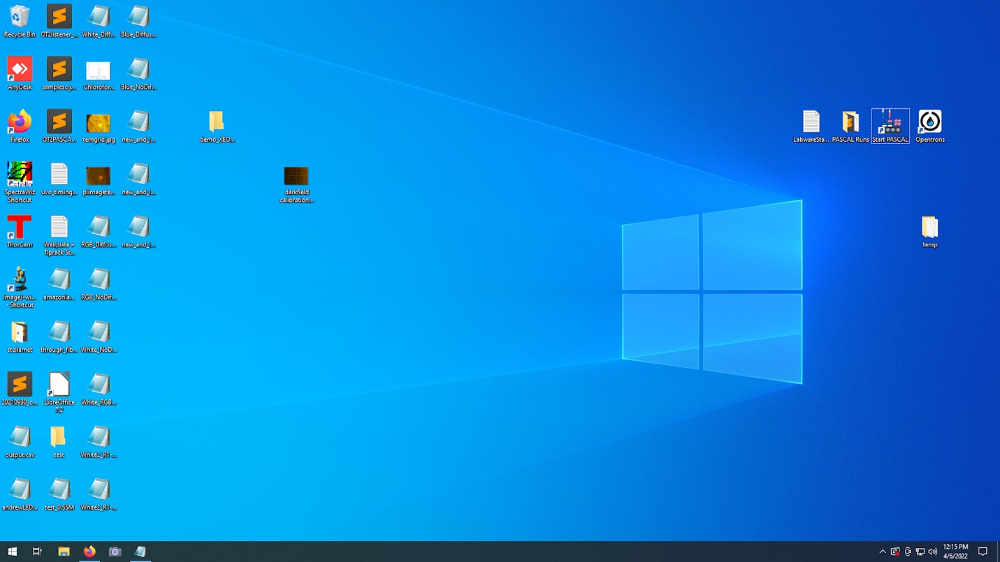 Recycle Bin
OT2listener_...
White_Diff...
Blue_Diffus...
AnyDesk
samplese.j...
Chlorofor...
Blue_NoDif...
Firefox
OT2PASCA...
temgrid.jpg
new_and_i...
demo_XEO...
LabwareSta...
PASCAL Runs
Start PASCAL
Opentrons
SpectraWiz
Shortcut
uvo_timing...
plimagete...
new_and_i...
darkfield
calibration...
ThorCam
Wellplate +
Tiprack St...
RGB_Diffus...
new_and_i...
temp
ImageJ-wi...
- Shortcut
amazonla...
RGB_NoDif...
stellarnet
through_fib...
White_NoD...
20210930_o...
LibreOffice
7.2
White_RGB...
output.csv
test
White2_R1-...
andrewLED...
test_0.SSM
White2_R1-...
12:15 PM
4/6/2022